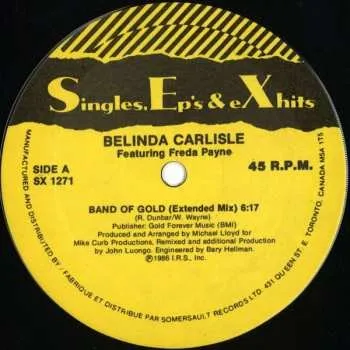 Singles, Ep's & eX hits
BELINDA CARLISLE
Featuring Freda Payne
SIDE A
SX 1271
45 R.P.M.
BAND OF GOLD (Extended Mix) 6:17
(R. Dunbar/W. Wayne)
Publisher: Gold Forever Music (BMI)
Produced and Arranged by Michael Lloyd for
Mike Curb Productions. Remixed and additional Production
by John Luongo. Engineered by Bary Hellman.
℗1986 I.R.S., Inc.
MANUFACTURED AND DISTRIBUTED BY / FABRIQUE ET DISTRIBUE PAR SOMERSAULT RECORDS LTD. 431 QUEEN ST. E. TORONTO, CANADA M5A 1T5